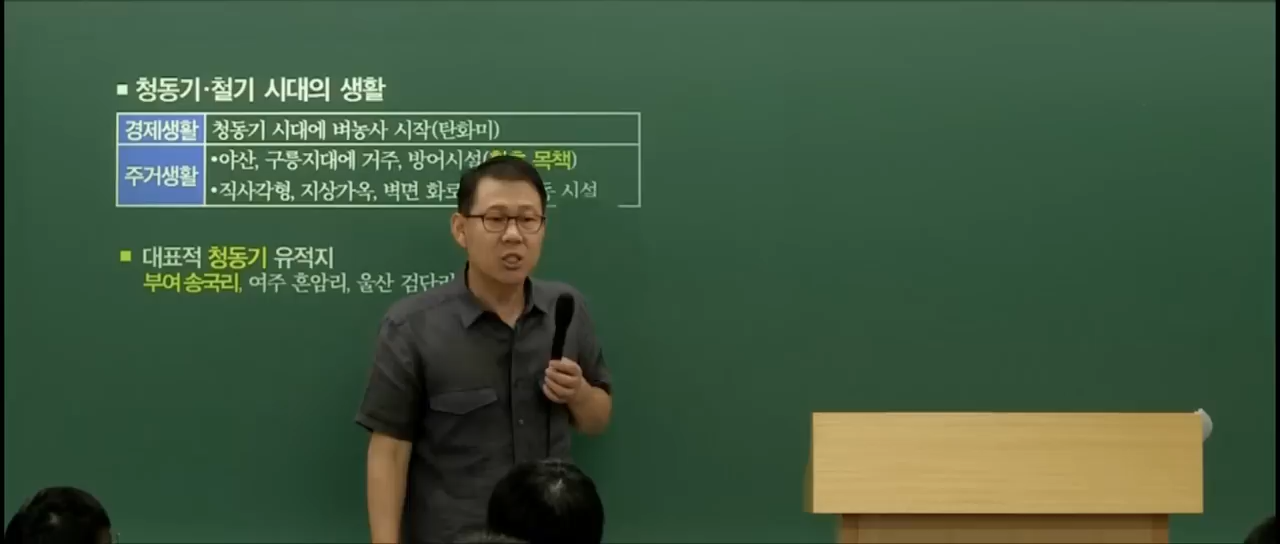 ▪ 청동기·철기 시대의 생활
경제생활 청동기 시대에 벼농사 시작(탄화미)
주거생활
•야산, 구릉지대에 거주, 방어시설( 목책)
•직사각형, 지상가옥, 벽면 화로 시설
▪ 대표적 청동기 유적지
부여 송국리, 여주 흔암리, 울산 검단리